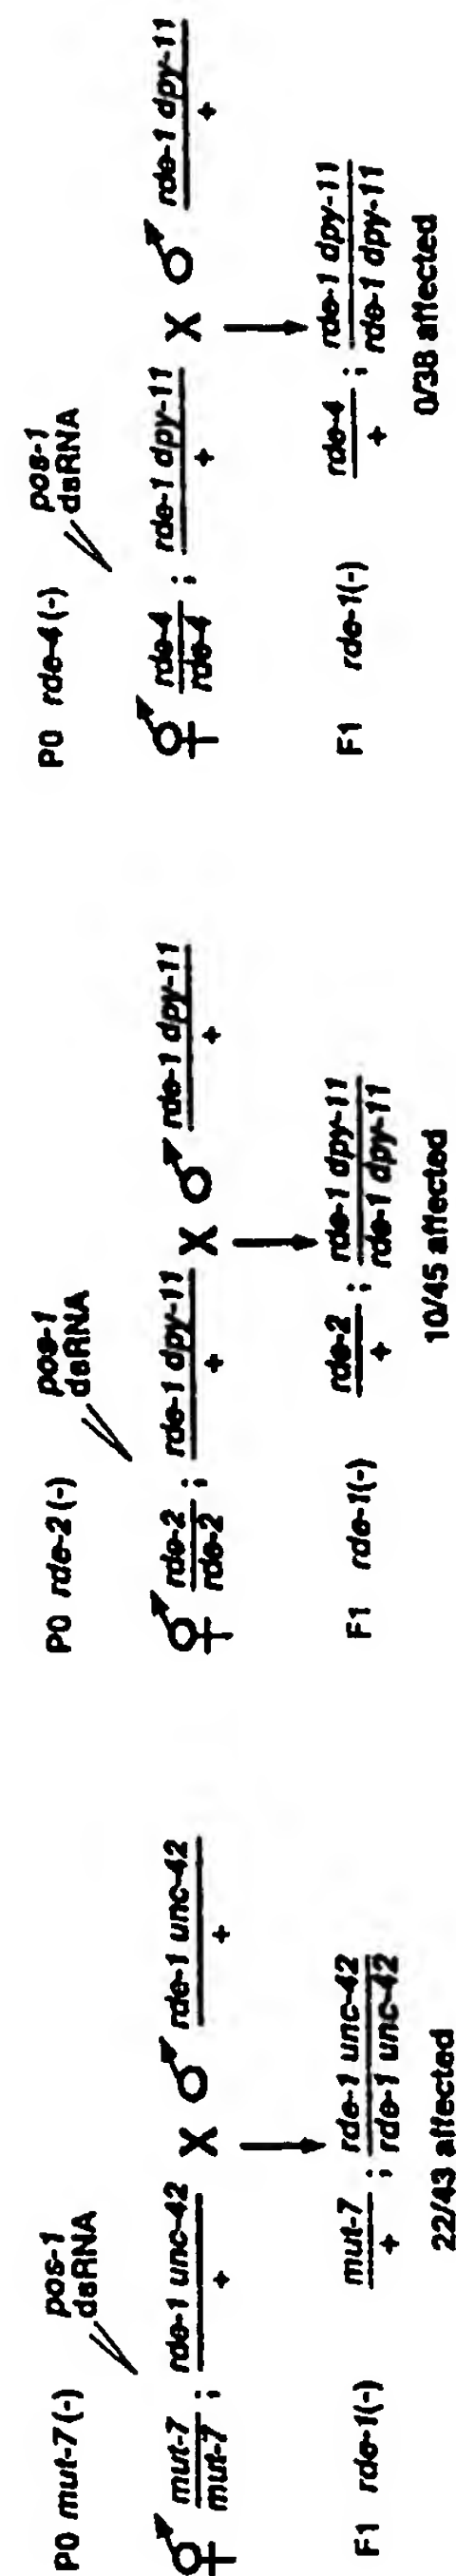 P0 mut-7(-)
pos-1
dsRNA
mut-7
mut-7
;
rde-1 unc-42
+
X
rde-1 unc-42
+
F1 rde-1(-)
mut-7
+
;
rde-1 unc-42
rde-1 unc-42
22/43 affected
P0 rde-2(-)
pos-1
dsRNA
rde-2
rde-2
;
rde-1 dpy-11
+
X
rde-1 dpy-11
+
F1 rde-1(-)
rde-2
+
;
rde-1 dpy-11
rde-1 dpy-11
10/45 affected
P0 rde-4(-)
pos-1
dsRNA
rde-4
rde-4
;
rde-1 dpy-11
+
X
rde-1 dpy-11
+
F1 rde-1(-)
rde-4
+
;
rde-1 dpy-11
rde-1 dpy-11
0/38 affected